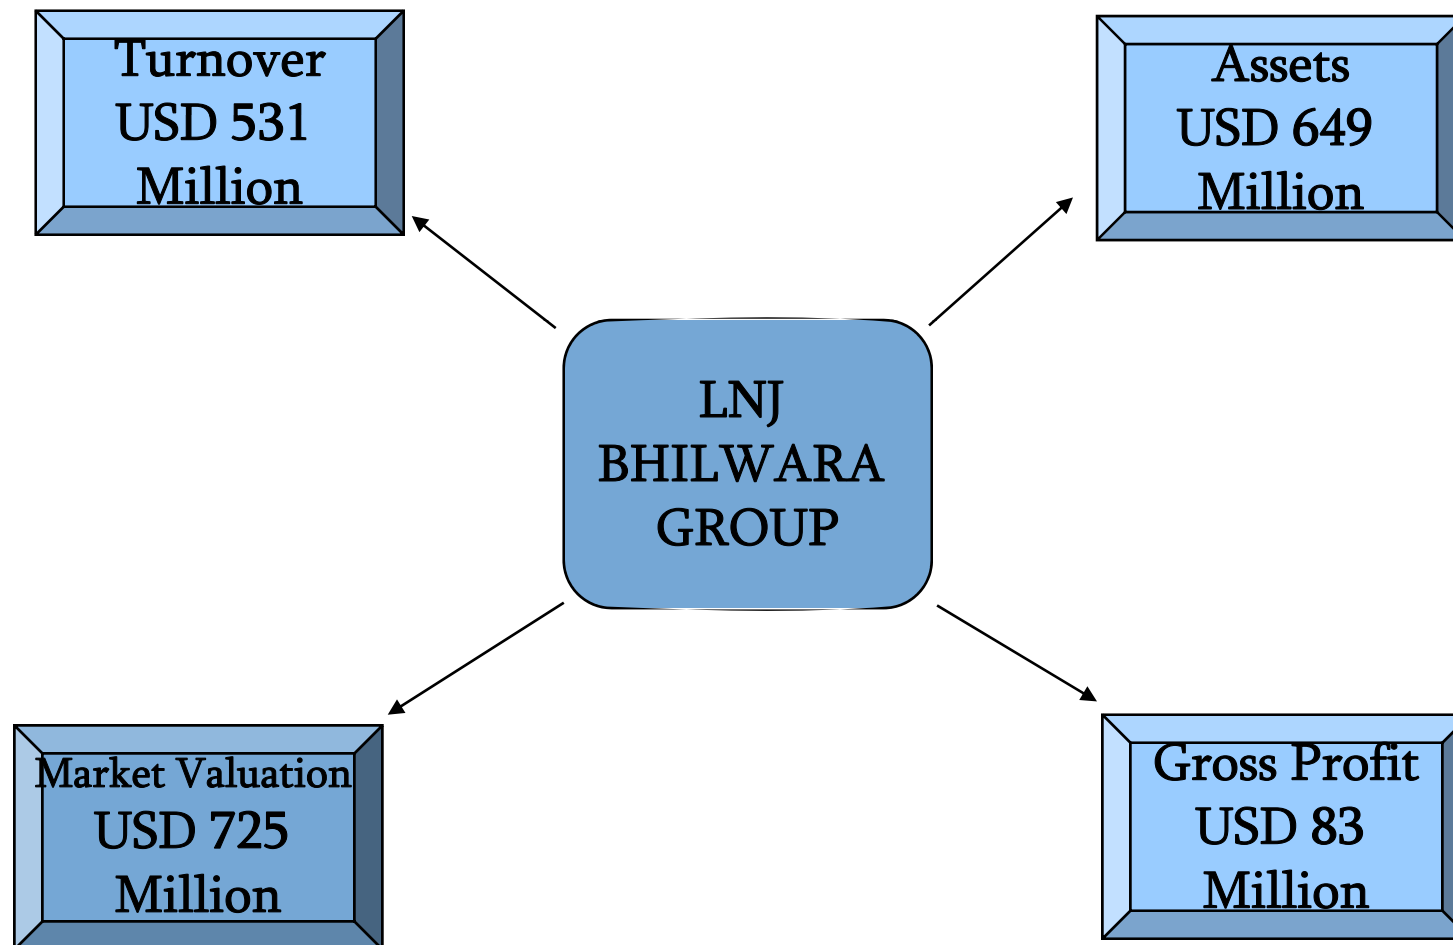 Turnover
USD 531
Million
Assets
USD 649
Million
LNJ
BHILWARA
GROUP
Market Valuation
USD 725
Million
Gross Profit
USD 83
Million